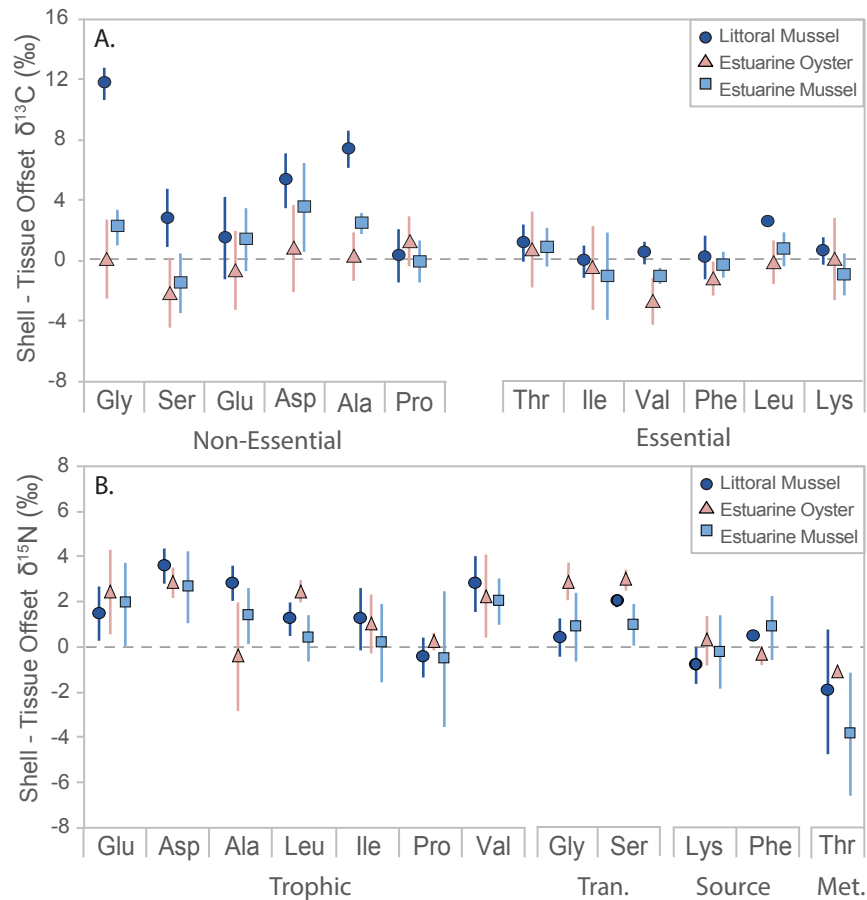 A.
Shell - Tissue Offset δ13C (‰)
16
12
8
4
0
-4
-8
Littoral Mussel
Estuarine Oyster
Estuarine Mussel
Gly Ser Glu Asp Ala Pro Thr Ile Val Phe Leu Lys
Non-Essential Essential
B.
Shell - Tissue Offset δ15N (‰)
8
6
4
2
0
-2
-4
-6
-8
Littoral Mussel
Estuarine Oyster
Estuarine Mussel
Glu Asp Ala Leu Ile Pro Val Gly Ser Lys Phe Thr
Trophic Tran. Source Met.